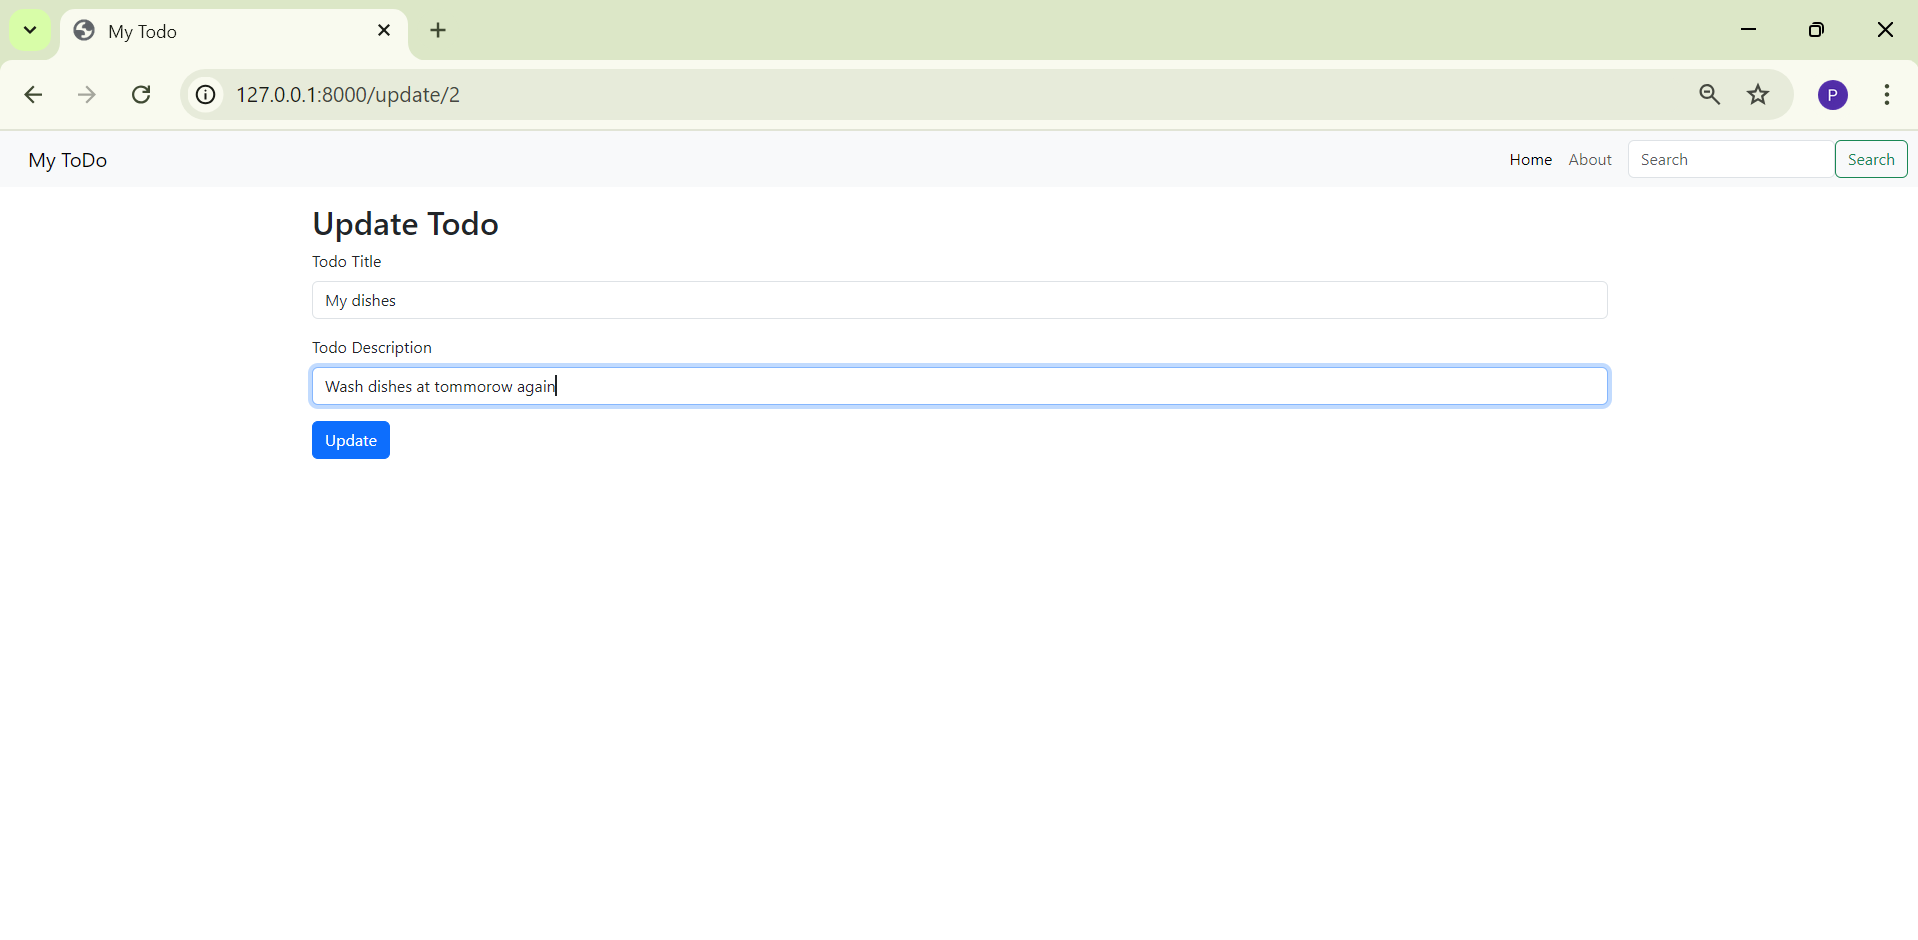 My Todo
127.0.0.1:8000/update/2
P
My ToDo
Home About Search Search
Update Todo
Todo Title
My dishes
Todo Description
Wash dishes at tommorow again
Update